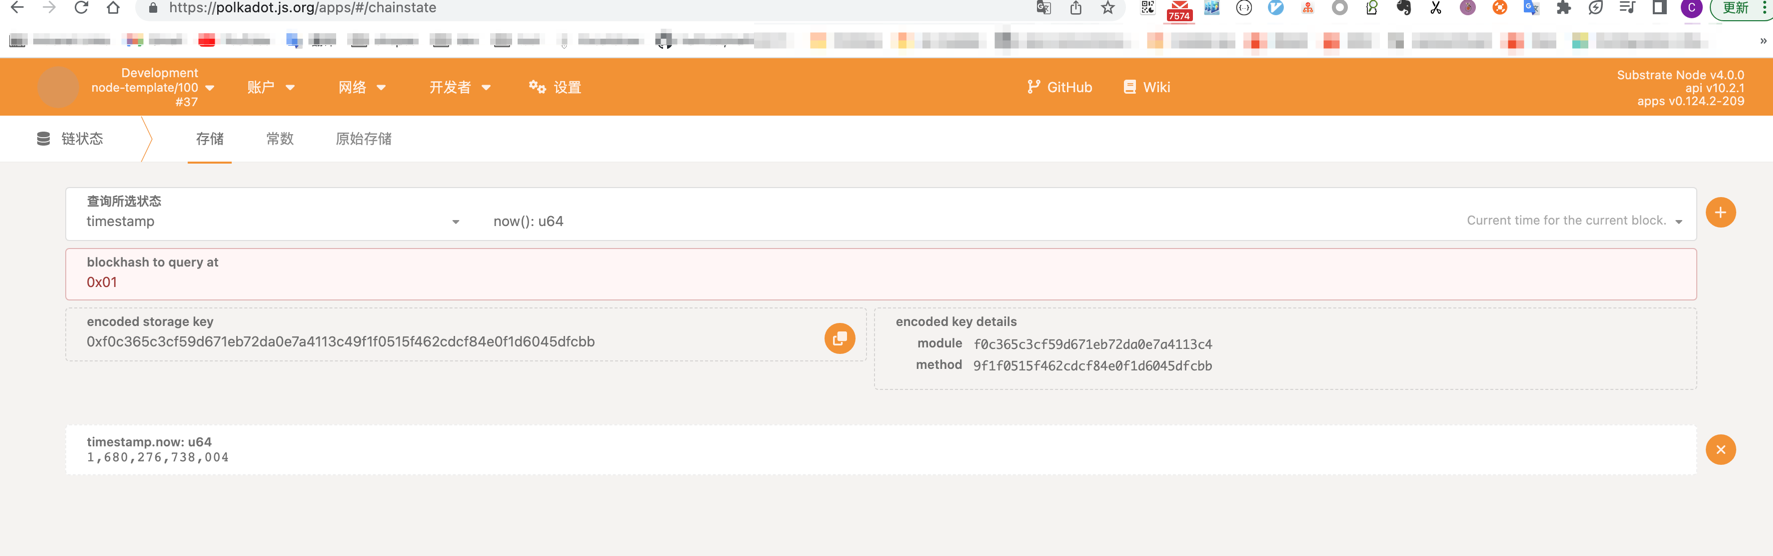 https://polkadot.js.org/apps/#/chainstate
7574
C
更新
»
Development
node-template/100
#37
账户
网络
开发者
设置
GitHub
Wiki
Substrate Node v4.0.0
api v10.2.1
apps v0.124.2-209
链状态
存储
常数
原始存储
查询所选状态
timestamp
now(): u64
Current time for the current block.
blockhash to query at
0x01
encoded storage key
0xf0c365c3cf59d671eb72da0e7a4113c49f1f0515f462cdcf84e0f1d6045dfcbb
encoded key details
module f0c365c3cf59d671eb72da0e7a4113c4
method 9f1f0515f462cdcf84e0f1d6045dfcbb
timestamp.now: u64
1,680,276,738,004